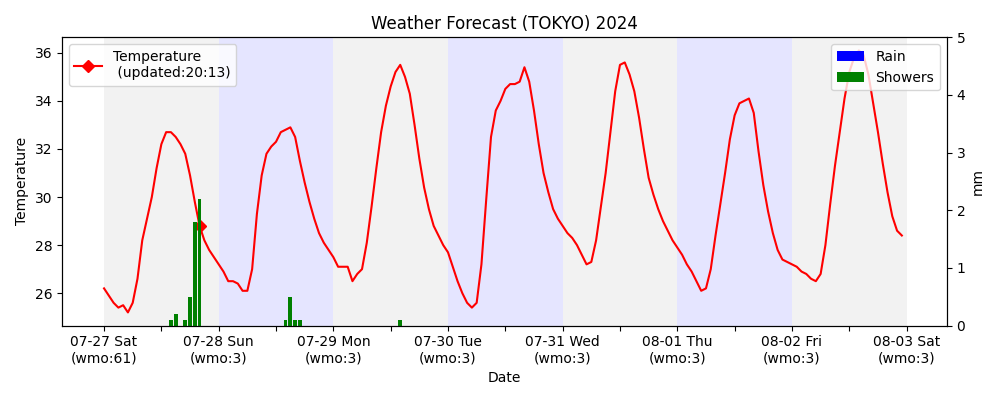 Weather Forecast (TOKYO) 2024
Temperature
(updated:20:13)
Rain
Showers
36
34
32
30
28
26
Temperature
5
4
3
2
1
0
mm
07-27 Sat 07-28 Sun 07-29 Mon 07-30 Tue 07-31 Wed 08-01 Thu 08-02 Fri 08-03 Sat
(wmo:61) (wmo:3) (wmo:3) (wmo:3) (wmo:3) (wmo:3) (wmo:3) (wmo:3)
Date